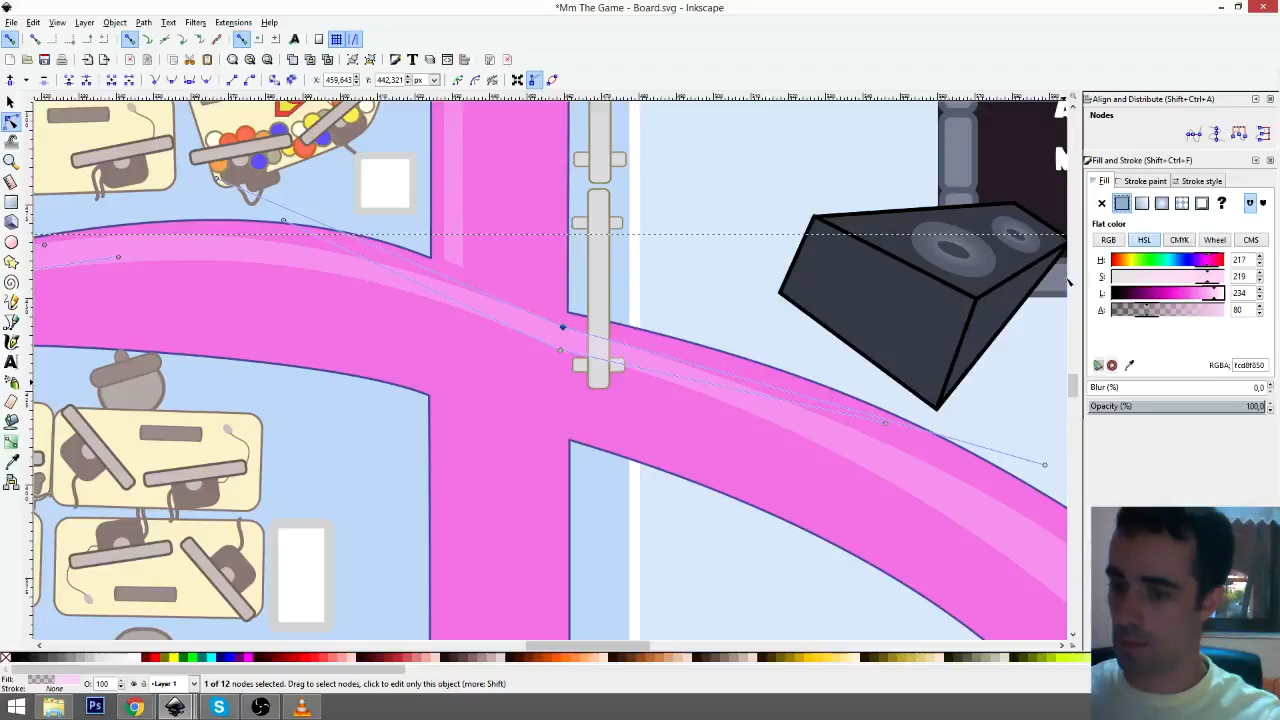 *Mm The Game - Board.svg - Inkscape
File Edit View Layer Object Path Text Filters Extensions Help
X: 459,643 Y: 442,321 px
Align and Distribute (Shift+Ctrl+A)
Nodes
Fill and Stroke (Shift+Ctrl+F)
Fill Stroke paint Stroke style
Flat color
RGB HSL CMYK Wheel CMS
H: 217
S: 219
L: 234
A: 80
RGBA: fcd8f850
Blur (%) 0,0
Opacity (%) 100,0
Fill:
Stroke: None
O: 100
Layer 1
1 of 12 nodes selected. Drag to select nodes, click to edit only this object (more: Shift)
Ps